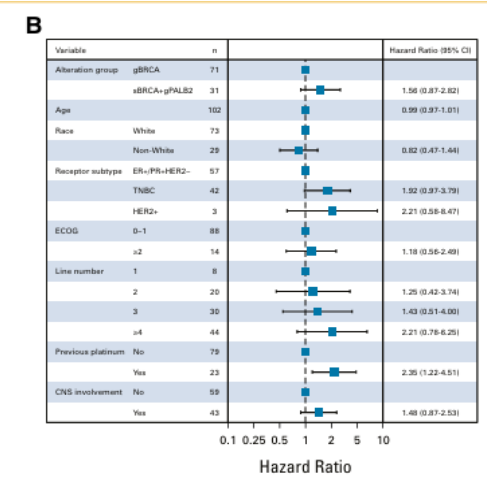 B
Variable n Hazard Ratio (95% CI)
Alteration group gBRCA 71
sBRCA+gPALB2 31 1.56 (0.87-2.82)
Age 102 0.99 (0.97-1.01)
Race White 73
Non-White 29 0.82 (0.47-1.44)
Receptor subtype ER+/PR+HER2− 57
TNBC 42 1.92 (0.97-3.79)
HER2+ 3 2.21 (0.58-8.47)
ECOG 0-1 88
≥2 14 1.18 (0.56-2.49)
Line number 1 8
2 20 1.25 (0.42-3.74)
3 30 1.43 (0.51-4.00)
≥4 44 2.21 (0.78-6.25)
Previous platinum No 79
Yes 23 2.35 (1.22-4.51)
CNS involvement No 59
Yes 43 1.48 (0.87-2.53)
0.1 0.25 0.5 1 2 5 10
Hazard Ratio